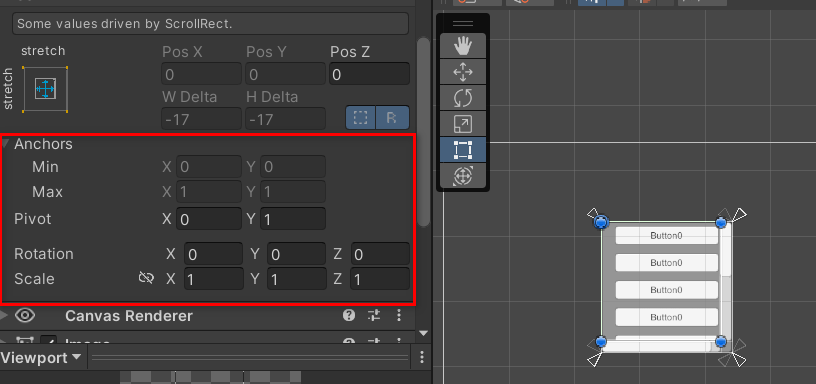 Some values driven by ScrollRect.
stretch
stretch
Pos X Pos Y Pos Z
0 0 0
W Delta H Delta
-17 -17 R
Anchors
Min X 0 Y 0
Max X 1 Y 1
Pivot X 0 Y 1
Rotation X 0 Y 0 Z 0
Scale X 1 Y 1 Z 1
Canvas Renderer
Viewport
Button0
Button0
Button0
Button0